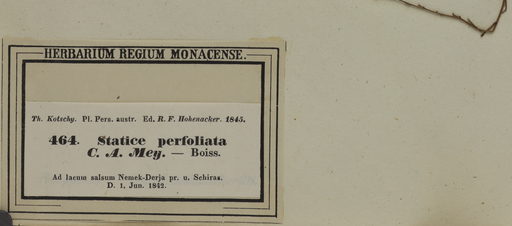 HERBARIUM REGIUM MONACENSE.
Th. Kotschy. Pl. Pers. austr. Ed. R. F. Hohenacker. 1845.
464. Statice perfoliata
C. A. Mey. — Boiss.
Ad lacum salsum Nemek-Derja pr. u. Schiras.
D. 1. Jun. 1842.